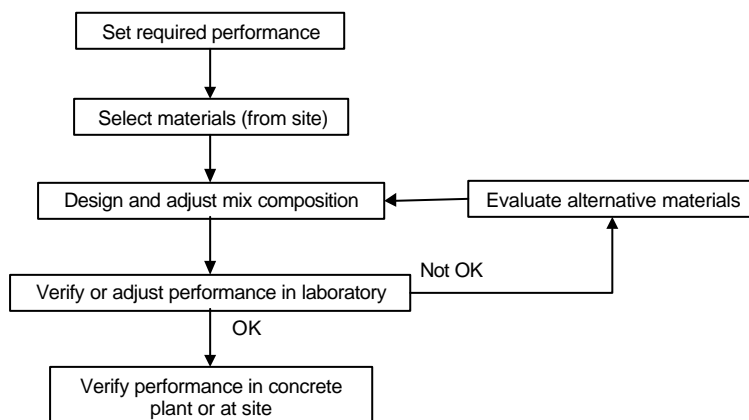 Set required performance
Select materials (from site)
Design and adjust mix composition
Evaluate alternative materials
Not OK
Verify or adjust performance in laboratory
OK
Verify performance in concrete
plant or at site